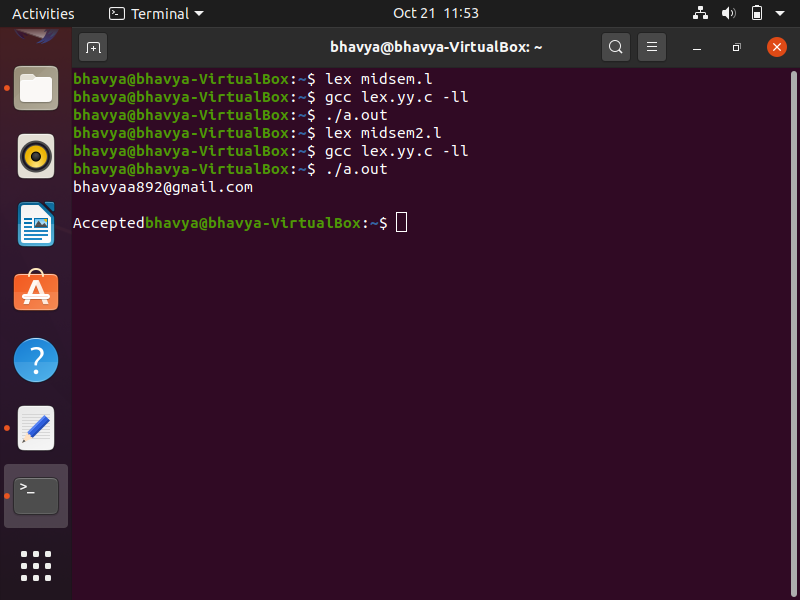 Activities Terminal Oct 21 11:53
bhavya@bhavya-VirtualBox: ~
bhavya@bhavya-VirtualBox:~$ lex midsem.l
bhavya@bhavya-VirtualBox:~$ gcc lex.yy.c -ll
bhavya@bhavya-VirtualBox:~$ ./a.out
bhavya@bhavya-VirtualBox:~$ lex midsem2.l
bhavya@bhavya-VirtualBox:~$ gcc lex.yy.c -ll
bhavya@bhavya-VirtualBox:~$ ./a.out
bhavyaa892@gmail.com
Acceptedbhavya@bhavya-VirtualBox:~$